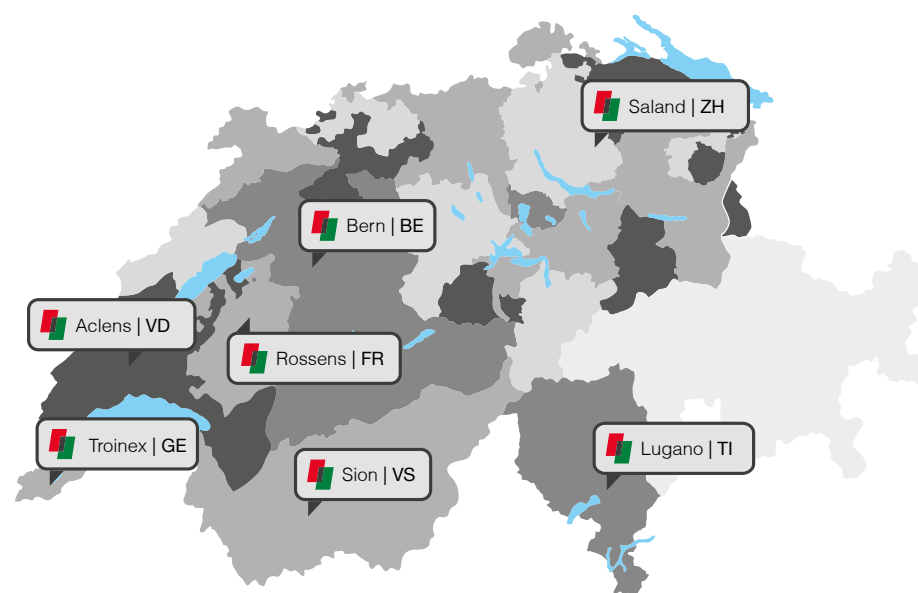 Saland | ZH
Bern | BE
Aclens | VD
Rossens | FR
Troinex | GE
Sion | VS
Lugano | TI